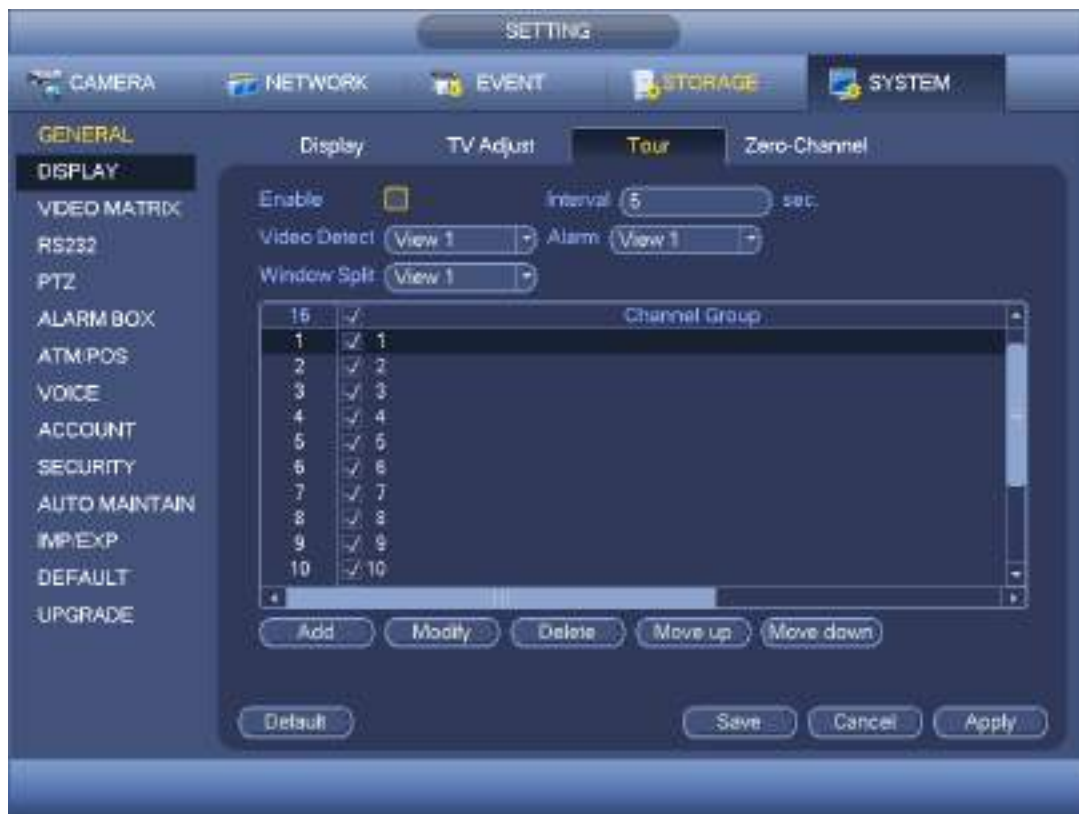 SETTING
CAMERA NETWORK EVENT STORAGE SYSTEM
GENERAL
DISPLAY
VIDEO MATRIX
RS232
PTZ
ALARM BOX
ATM/POS
VOICE
ACCOUNT
SECURITY
AUTO MAINTAIN
IMP/EXP
DEFAULT
UPGRADE
Display TV Adjust Tour Zero-Channel
Enable Interval 5 sec.
Video Detect View 1 Alarm View 1
Window Split View 1
16 Channel Group
1 1
2 2
3 3
4 4
5 5
6 6
7 7
8 8
9 9
10 10
Add Modify Delete Move up Move down
Default Save Cancel Apply